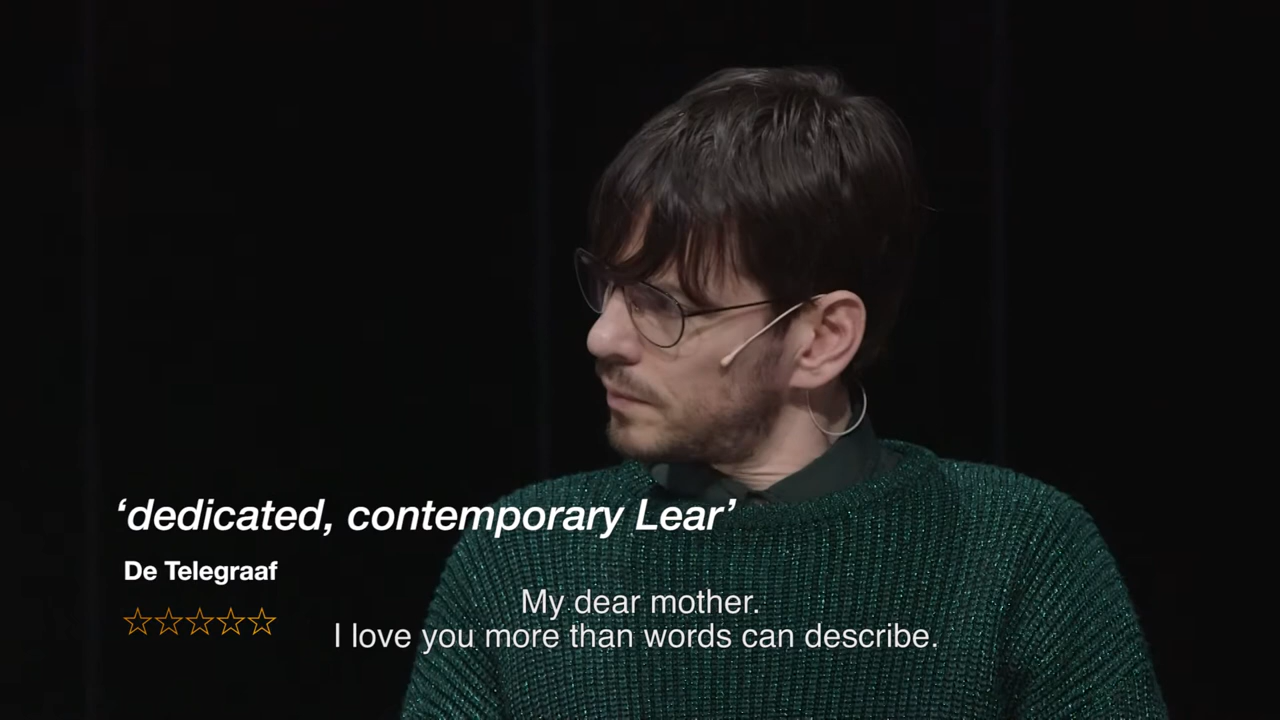 ‘dedicated, contemporary Lear’
De Telegraaf
☆☆☆☆☆
My dear mother.
I love you more than words can describe.